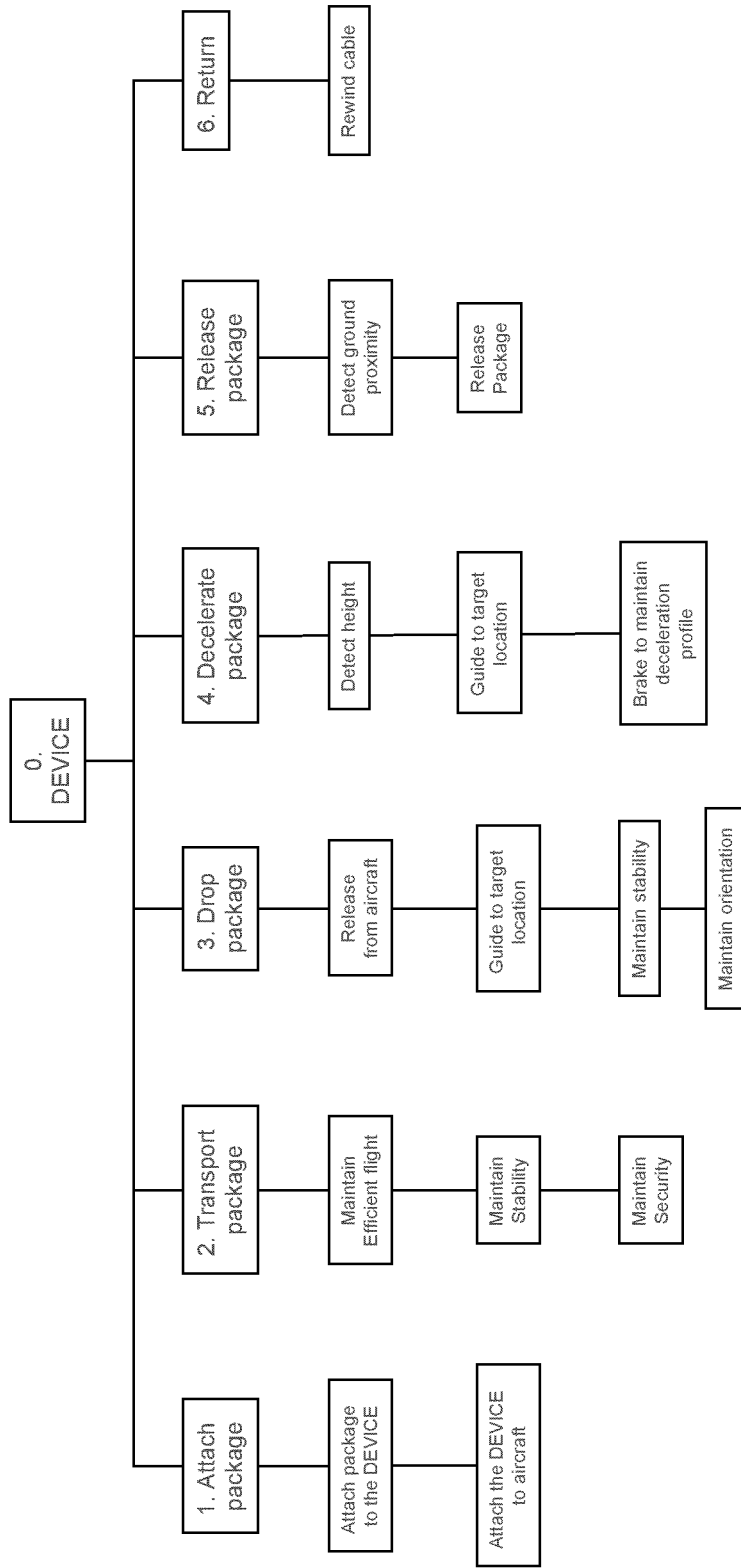 0.
DEVICE
1. Attach
package
Attach package
to the DEVICE
Attach the DEVICE
to aircraft
2. Transport
package
Maintain
Efficient flight
Maintain
Stability
Maintain
Security
3. Drop
package
Release
from aircraft
Guide to target
location
Maintain stability
Maintain orientation
4. Decelerate
package
Detect height
Guide to target
location
Brake to maintain
deceleration
profile
5. Release
package
Detect ground
proximity
Release
Package
6. Return
Rewind cable